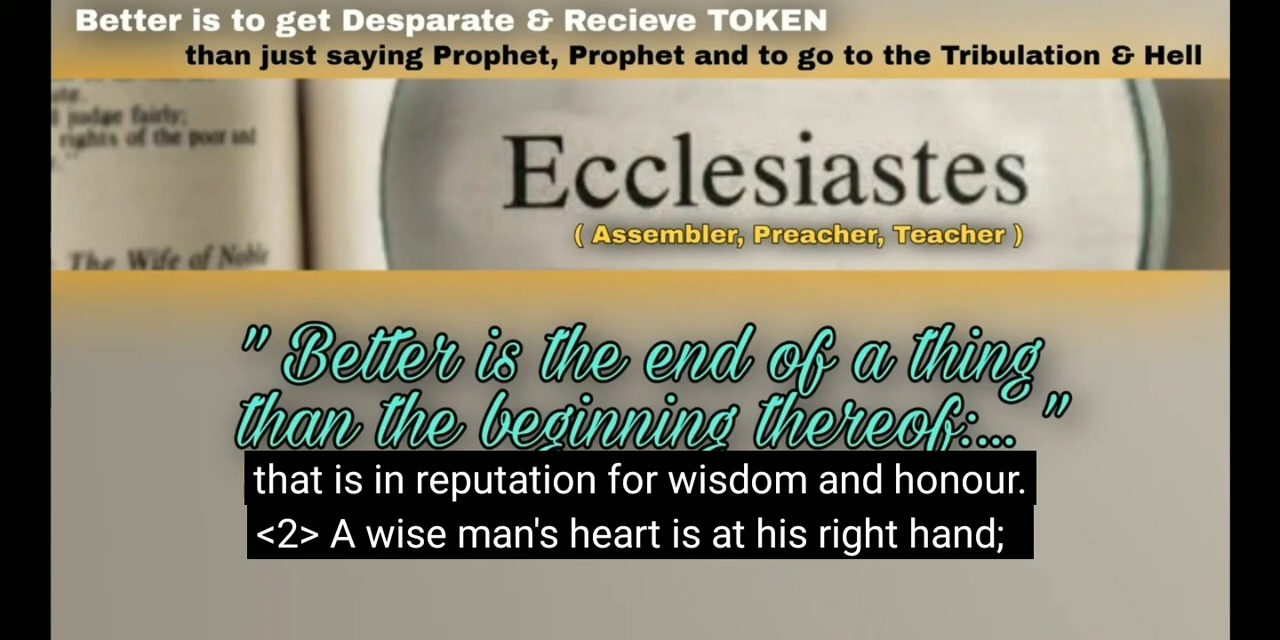 Better is to get Desparate & Recieve TOKEN
than just saying Prophet, Prophet and to go to the Tribulation & Hell
judge fairly;
rights of the poor and
Ecclesiastes
( Assembler, Preacher, Teacher )
The Wife of Noble
" Better is the end of a thing
than the beginning thereof:... "
that is in reputation for wisdom and honour.
<2> A wise man's heart is at his right hand;